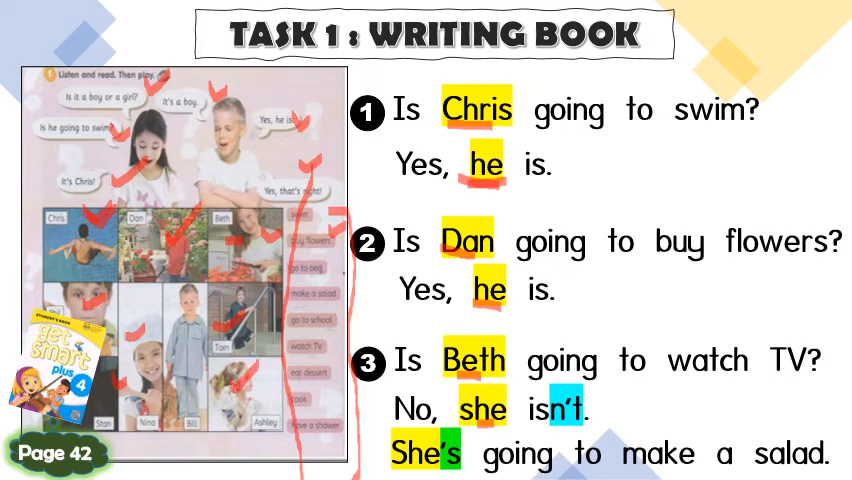 TASK 1 : WRITING BOOK
1 Listen and read. Then play.
Is it a boy or a girl?
It's a boy.
Is he going to swim?
Yes, he is.
It's Chris!
Yes, that's right!
Chris
Dan
Beth
Tom
Stan
Nina
Bill
Ashley
swim
buy flowers
go to bed
make a salad
go to school
watch TV
eat dessert
cook
have a shower
STUDENT'S BOOK
get
smart
plus 4
Page 42
1 Is Chris going to swim?
Yes, he is.
2 Is Dan going to buy flowers?
Yes, he is.
3 Is Beth going to watch TV?
No, she isn't.
She's going to make a salad.